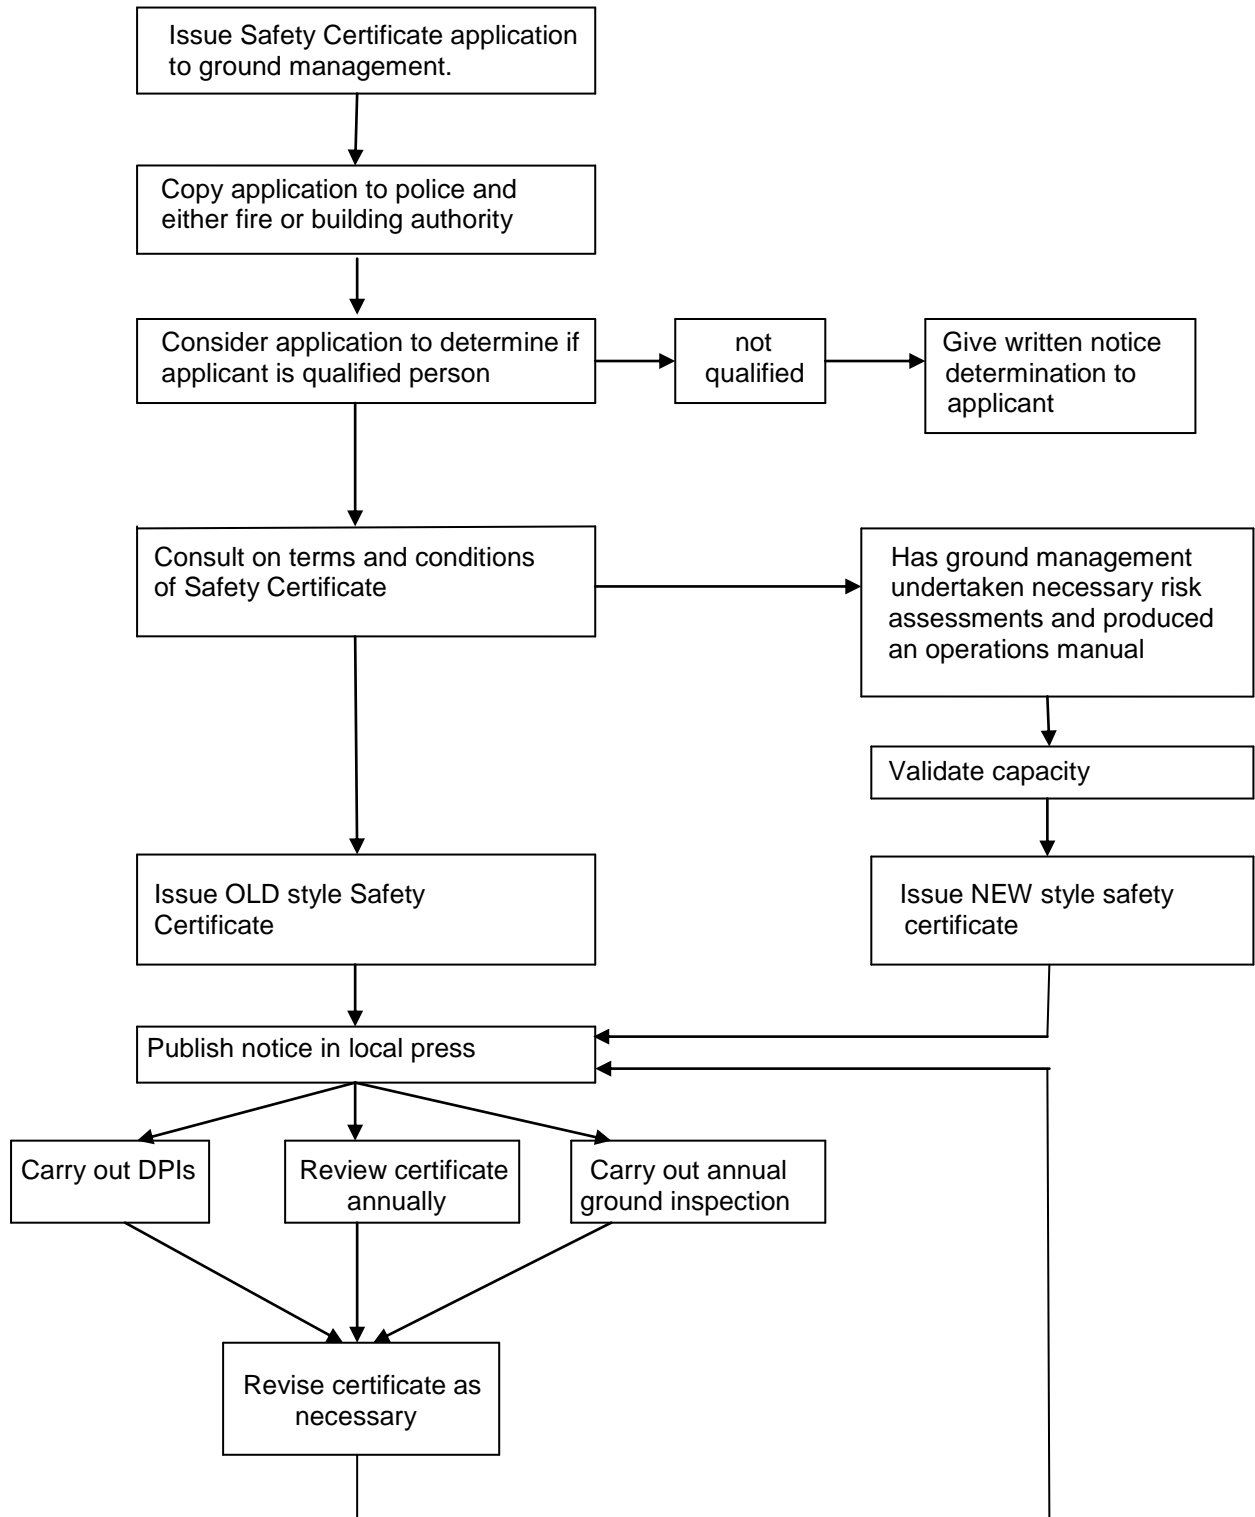 Issue Safety Certificate application
to ground management.
Copy application to police and
either fire or building authority
Consider application to determine if
applicant is qualified person
not
qualified
Give written notice
determination to
applicant
Consult on terms and conditions
of Safety Certificate
Has ground management
undertaken necessary risk
assessments and produced
an operations manual
Validate capacity
Issue OLD style Safety
Certificate
Issue NEW style safety
certificate
Publish notice in local press
Carry out DPIs
Review certificate
annually
Carry out annual
ground inspection
Revise certificate as
necessary